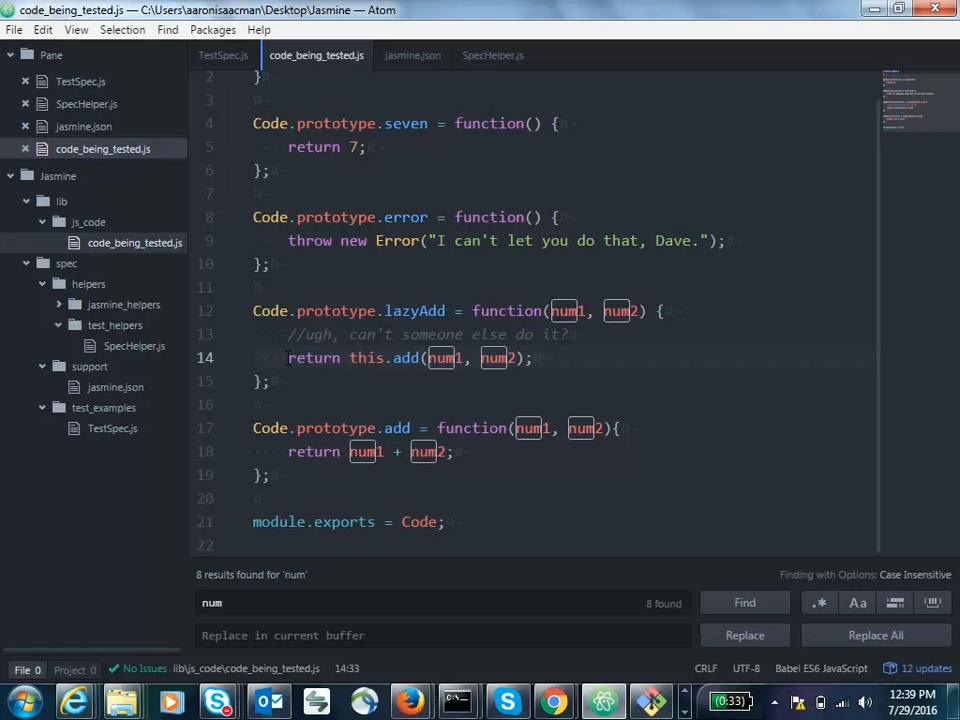 code_being_tested.js — C:\Users\aaronisaacman\Desktop\Jasmine — Atom
File Edit View Selection Find Packages Help
Pane
TestSpec.js
SpecHelper.js
jasmine.json
code_being_tested.js
Jasmine
lib
js_code
code_being_tested.js
spec
helpers
jasmine_helpers
test_helpers
SpecHelper.js
support
jasmine.json
test_examples
TestSpec.js
TestSpec.js code_being_tested.js jasmine.json SpecHelper.js
2 }
3
4 Code.prototype.seven = function() {
5 return 7;
6 };
7
8 Code.prototype.error = function() {
9 throw new Error("I can't let you do that, Dave.");
10 };
11
12 Code.prototype.lazyAdd = function(num1, num2) {
13 //ugh, can't someone else do it?
14 return this.add(num1, num2);
15 };
16
17 Code.prototype.add = function(num1, num2){
18 return num1 + num2;
19 };
20
21 module.exports = Code;
22
8 results found for 'num' Finding with Options: Case Insensitive
num 8 found Find .* Aa
Replace in current buffer Replace Replace All
File 0 Project 0 No Issues lib\js_code\code_being_tested.js 14:33 CRLF UTF-8 Babel ES6 JavaScript 12 updates
(0:33) 12:39 PM
7/29/2016